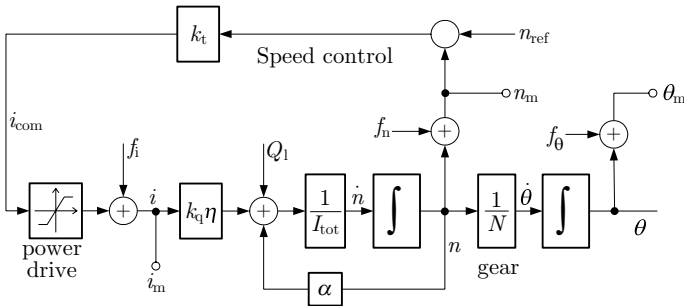 k_t
Speed control
n_ref
n_m
θ_m
i_com
f_i
f_n
+
f_θ
+
Q_l
i
k_q η
+
+
1/I_tot
ṅ
∫
n
1/N
θ̇
∫
θ
power
drive
i_m
α
gear